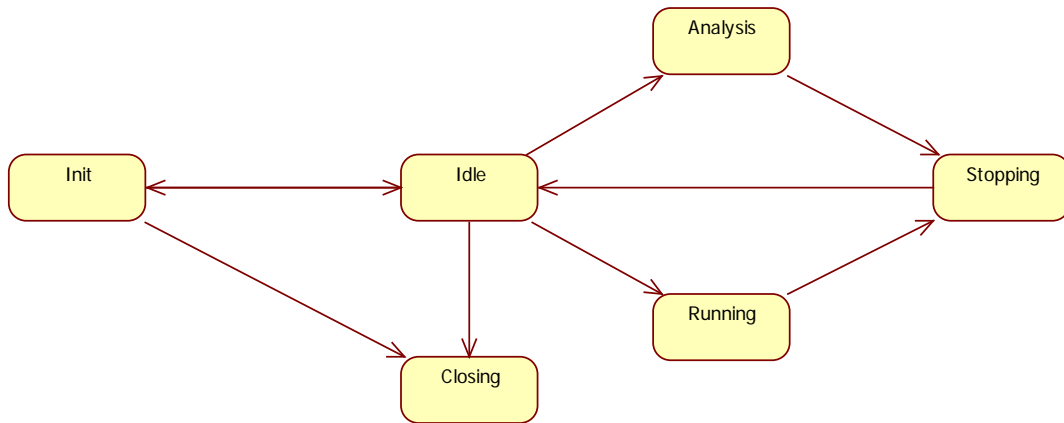 Analysis
Init
Idle
Stopping
Running
Closing